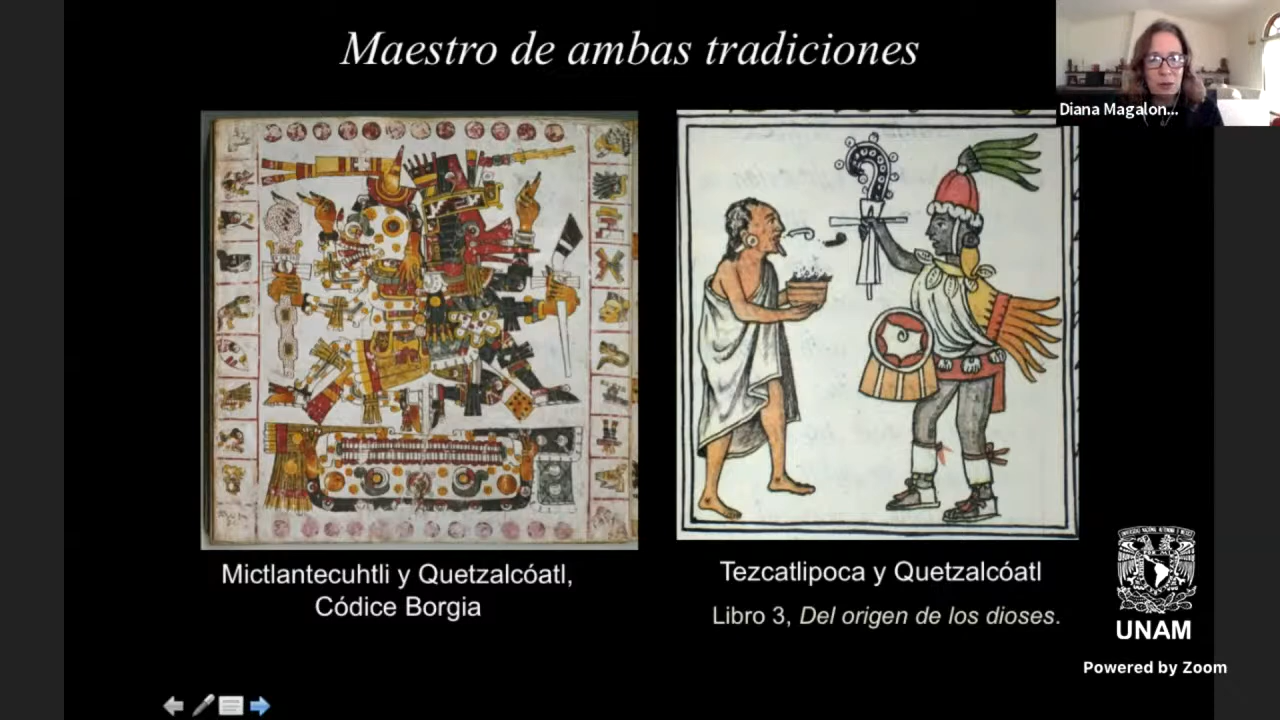 Maestro de ambas tradiciones
Diana Magalon...
Mictlantecuhtli y Quetzalcóatl,
Códice Borgia
Tezcatlipoca y Quetzalcóatl
Libro 3, Del origen de los dioses.
UNAM
Powered by Zoom